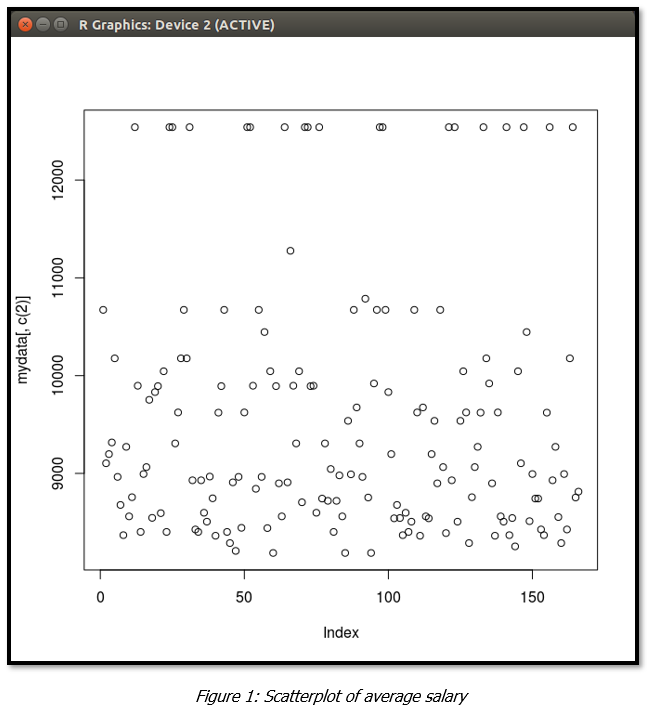 R Graphics: Device 2 (ACTIVE)
12000
11000
10000
9000
mydata[, c(2)]
0 50 100 150
Index
Figure 1: Scatterplot of average salary